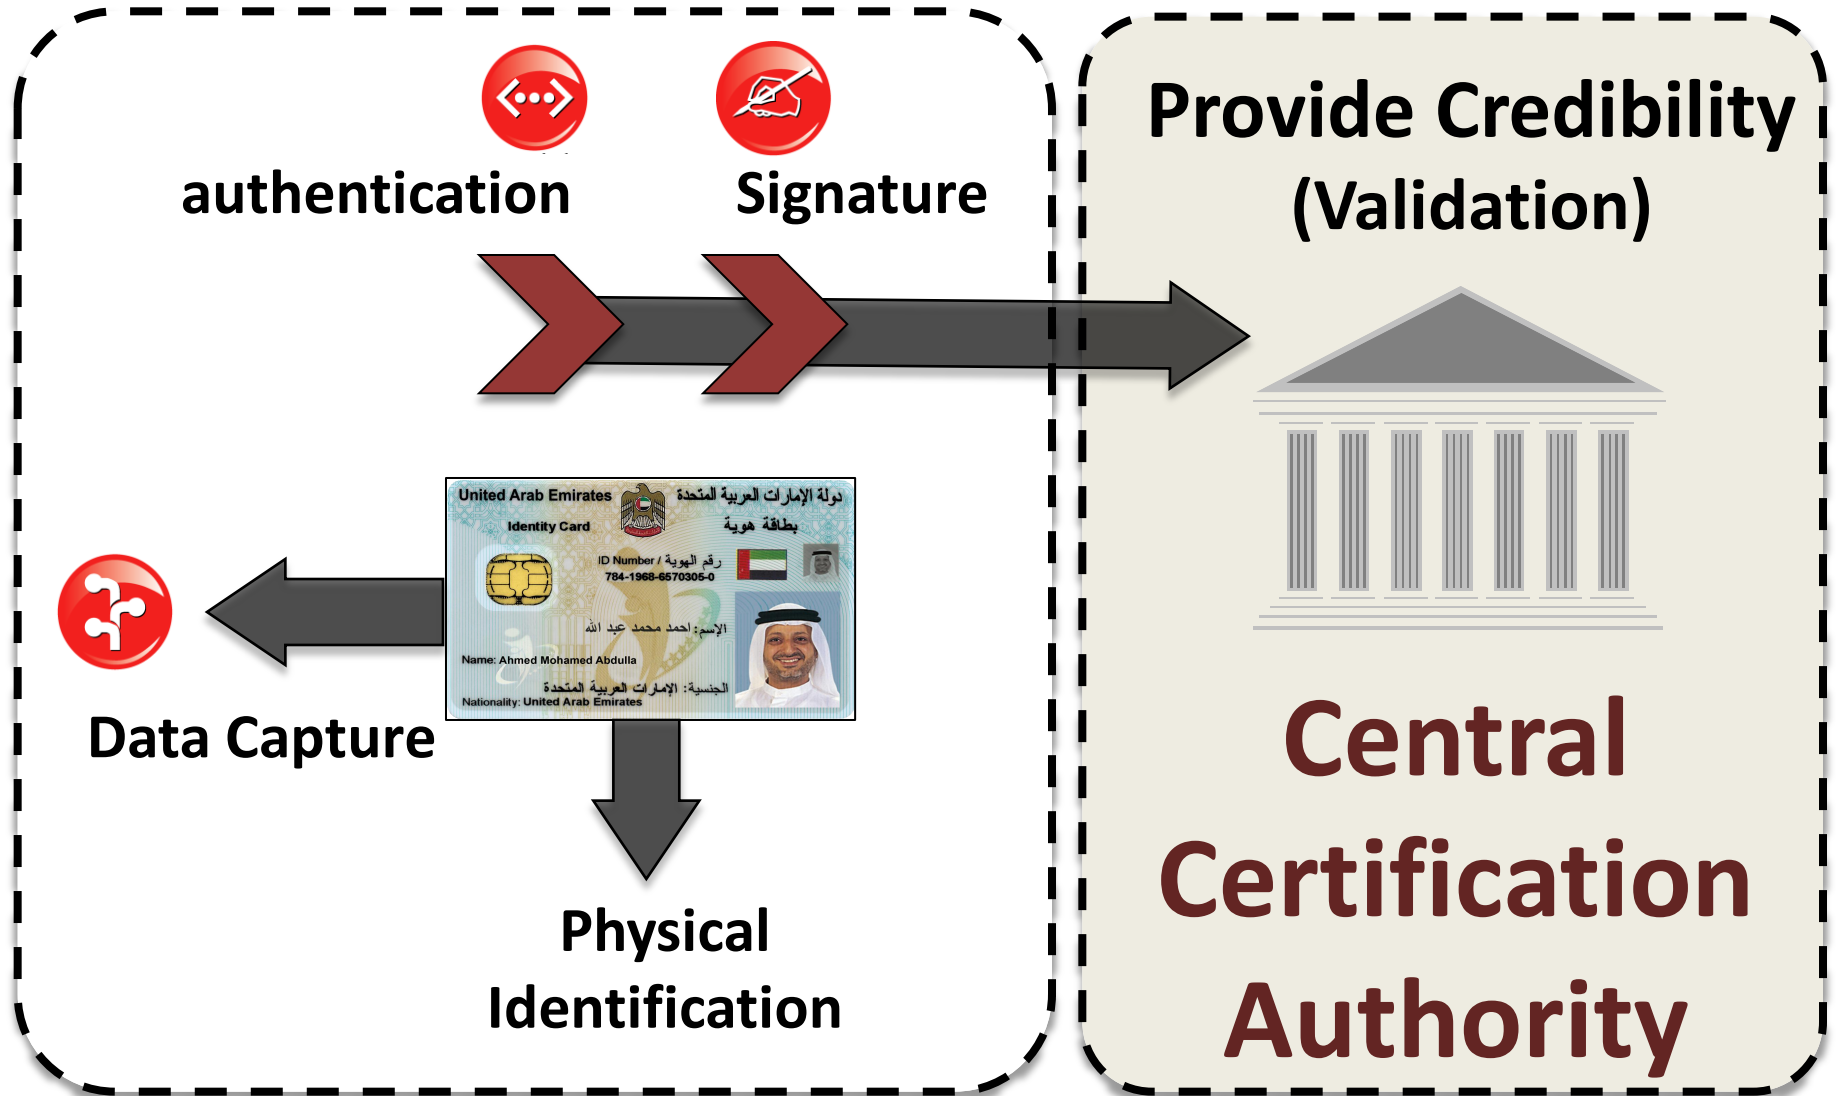 authentication
Signature
Provide Credibility
(Validation)
United Arab Emirates
دولة الإمارات العربية المتحدة
Identity Card
بطاقة هوية
ID Number / رقم الهوية
784-1968-6570305-0
الإسم: احمد محمد عبد الله
Name: Ahmed Mohamed Abdulla
الجنسية: الإمارات العربية المتحدة
Nationality: United Arab Emirates
Data Capture
Physical
Identification
Central
Certification
Authority